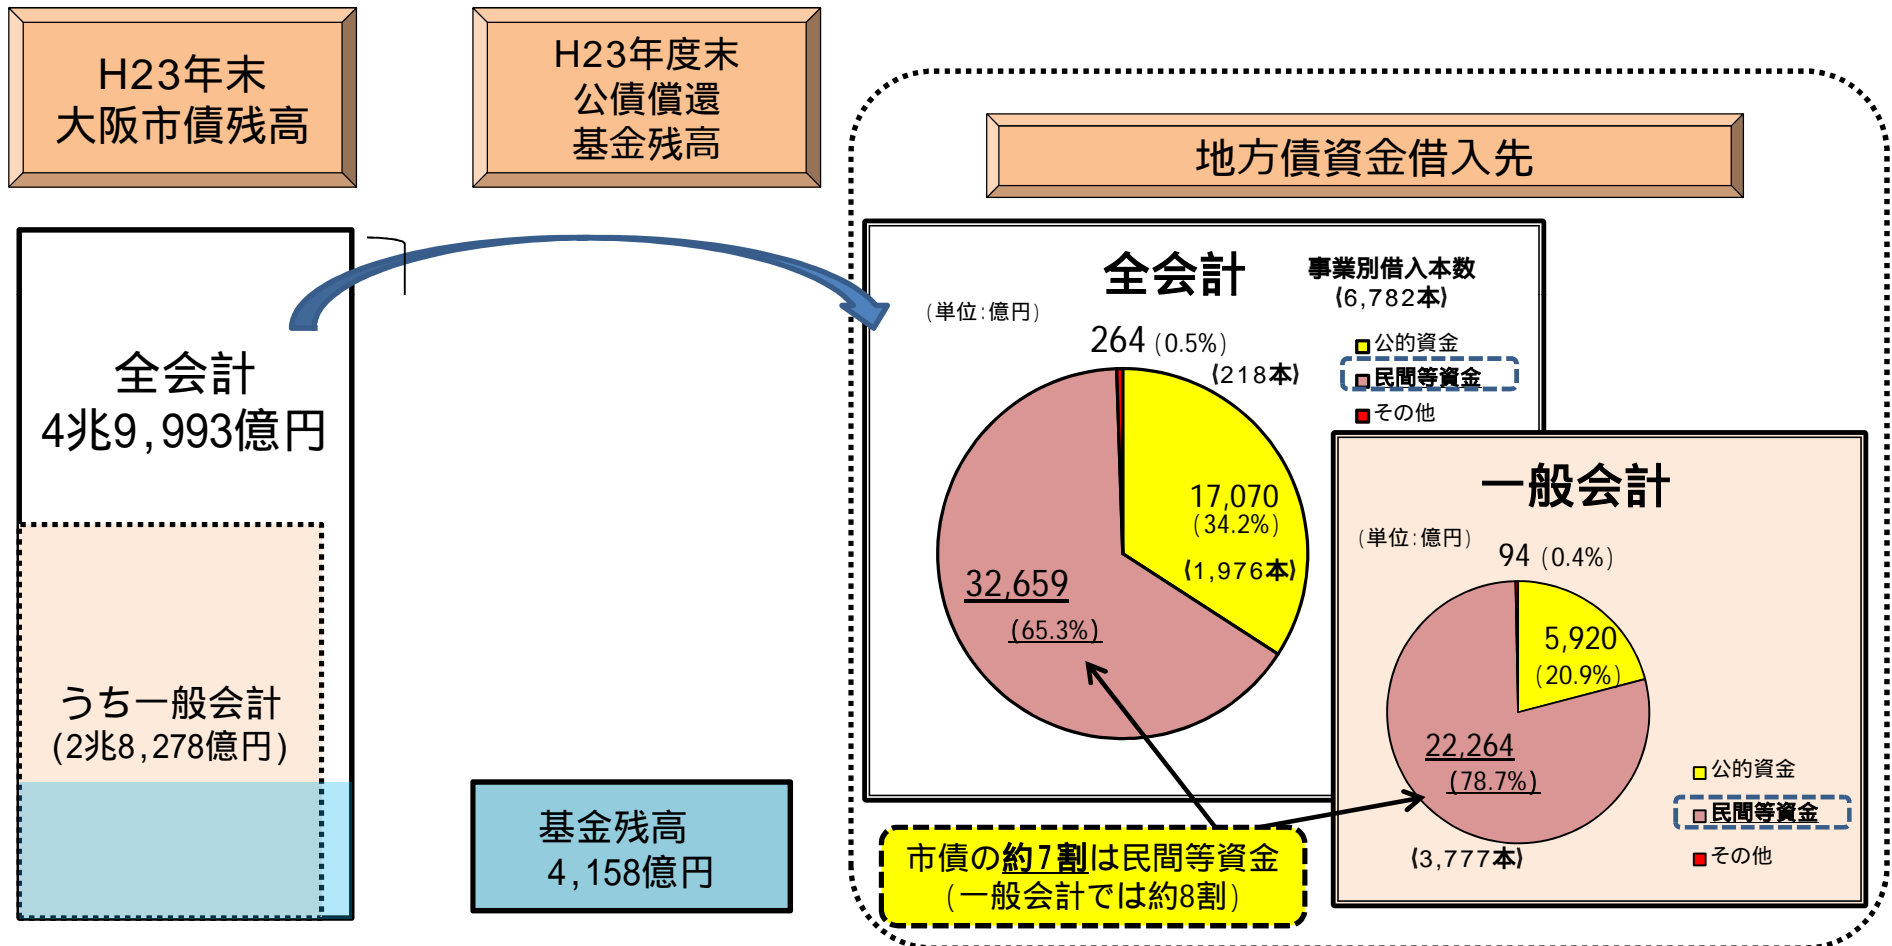 H23年末
大阪市債残高
H23年度末
公債償還
基金残高
地方債資金借入先
全会計
4兆9,993億円
うち一般会計
(2兆8,278億円)
基金残高
4,158億円
全会計
事業別借入本数
(6,782本)
(単位:億円)
264 (0.5%)
(218本)
公的資金
民間等資金
その他
17,070
(34.2%)
(1,976本)
32,659
(65.3%)
一般会計
(単位:億円)
94 (0.4%)
5,920
(20.9%)
22,264
(78.7%)
(3,777本)
公的資金
民間等資金
その他
市債の約7割は民間等資金
(一般会計では約8割)